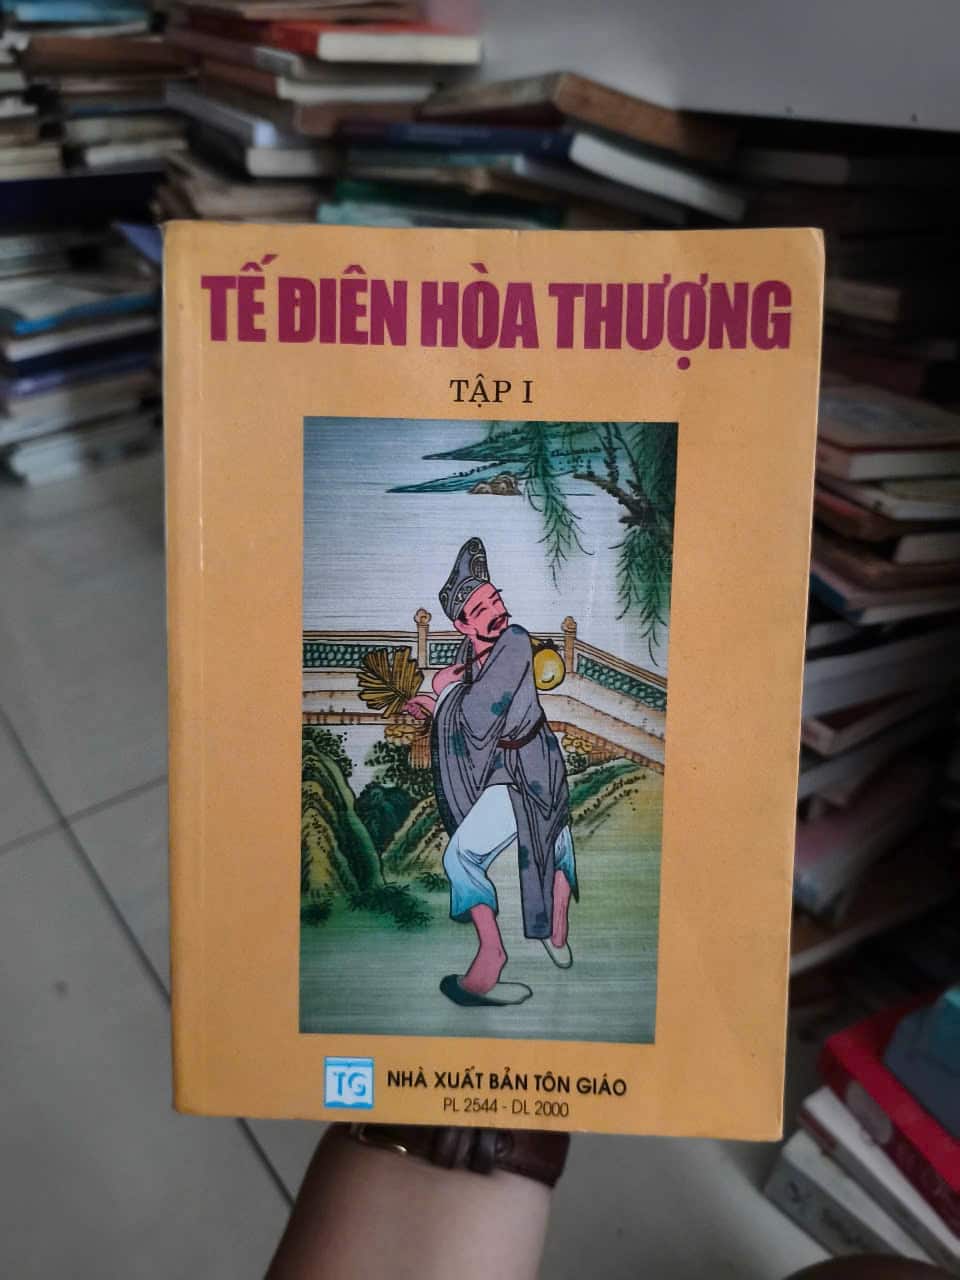 TẾ ĐIÊN HÒA THƯỢNG
TẬP I
TG
NHÀ XUẤT BẢN TÔN GIÁO
PL 2544 - DL 2000